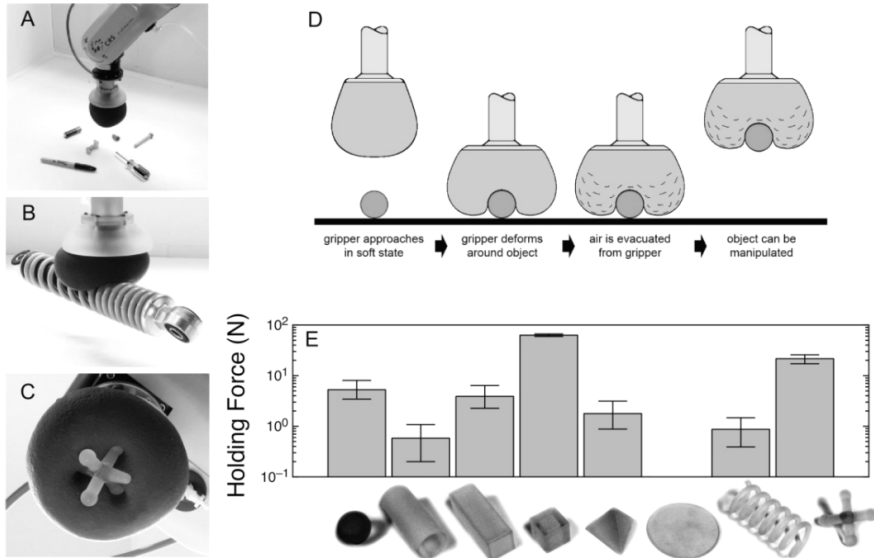 A
CRS
D
B
gripper approaches
in soft state
gripper deforms
around object
air is evacuated
from gripper
object can be
manipulated
C
E
Holding Force (N)
10²
10¹
10⁰
10⁻¹